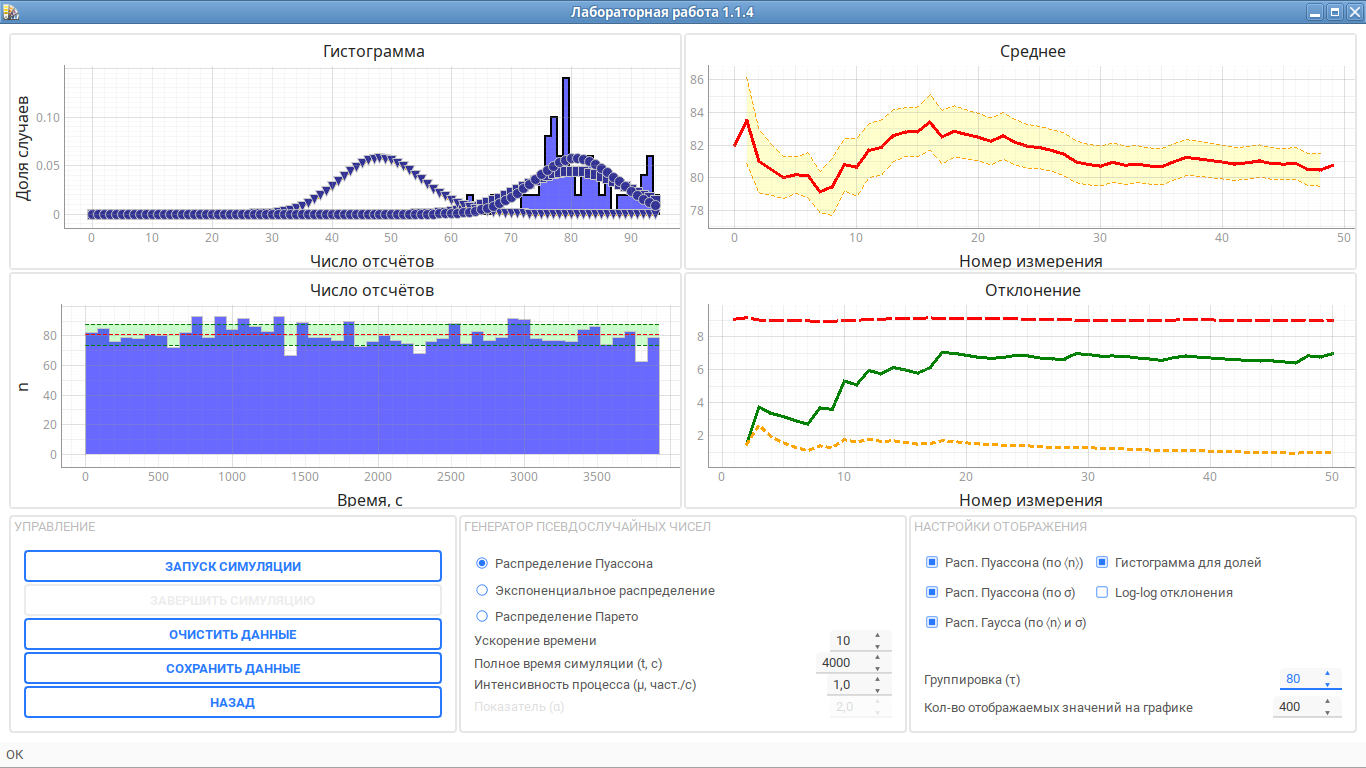 Лабораторная работа 1.1.4
Гистограмма
Доля случаев
0.10
0.05
0
0 10 20 30 40 50 60 70 80 90
Число отсчётов
Среднее
86
84
82
80
78
0 10 20 30 40 50
Номер измерения
Число отсчётов
n
80
60
40
20
0
0 500 1000 1500 2000 2500 3000 3500
Время, с
Отклонение
8
6
4
2
0 10 20 30 40 50
Номер измерения
УПРАВЛЕНИЕ
ЗАПУСК СИМУЛЯЦИИ
ЗАВЕРШИТЬ СИМУЛЯЦИЮ
ОЧИСТИТЬ ДАННЫЕ
СОХРАНИТЬ ДАННЫЕ
НАЗАД
ГЕНЕРАТОР ПСЕВДОСЛУЧАЙНЫХ ЧИСЕЛ
Распределение Пуассона
Экспоненциальное распределение
Распределение Парето
Ускорение времени 10
Полное время симуляции (t, с) 4000
Интенсивность процесса (μ, част./с) 1,0
Показатель (α) 2,0
НАСТРОЙКИ ОТОБРАЖЕНИЯ
Расп. Пуассона (по ⟨n⟩) Гистограмма для долей
Расп. Пуассона (по σ) Log-log отклонения
Расп. Гаусса (по ⟨n⟩ и σ)
Группировка (τ) 80
Кол-во отображаемых значений на графике 400
ОК